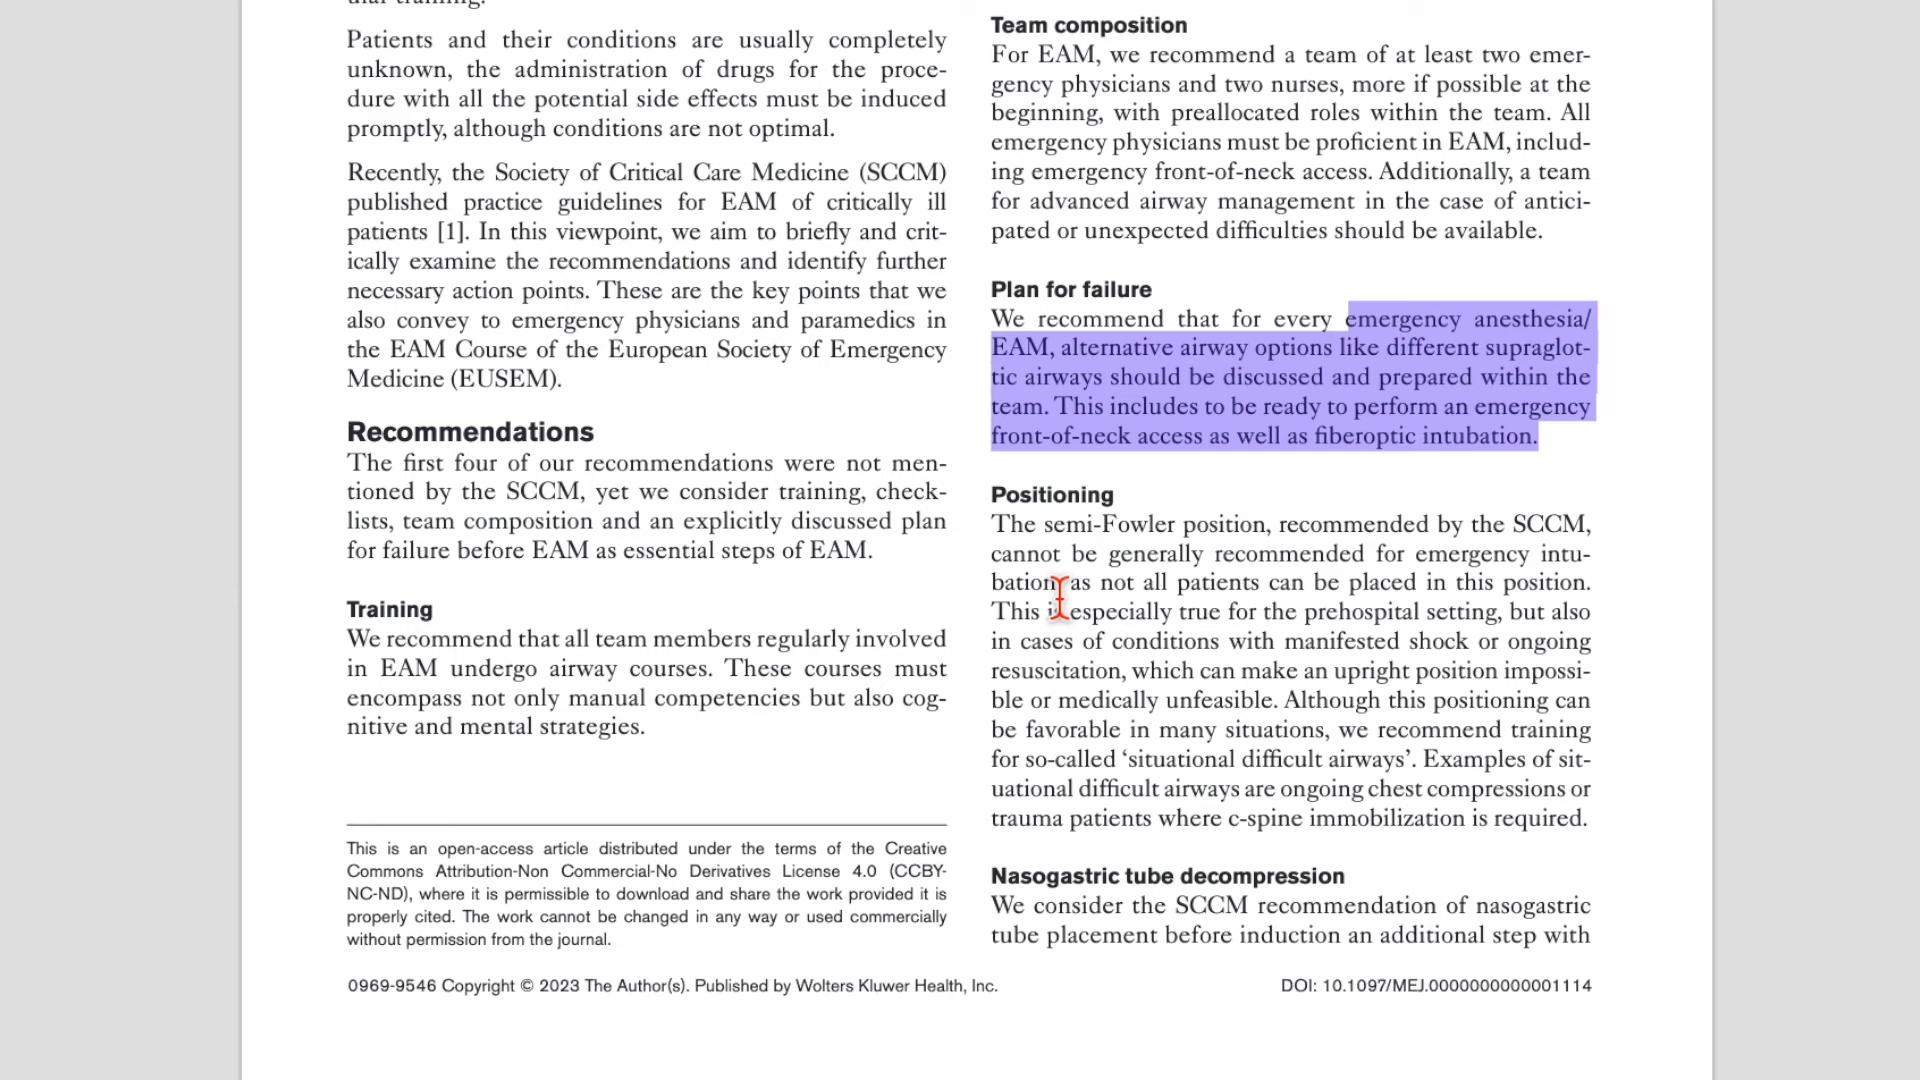 Patients and their conditions are usually completely
unknown, the administration of drugs for the proce-
dure with all the potential side effects must be induced
promptly, although conditions are not optimal.
Recently, the Society of Critical Care Medicine (SCCM)
published practice guidelines for EAM of critically ill
patients [1]. In this viewpoint, we aim to briefly and crit-
ically examine the recommendations and identify further
necessary action points. These are the key points that we
also convey to emergency physicians and paramedics in
the EAM Course of the European Society of Emergency
Medicine (EUSEM).
Recommendations
The first four of our recommendations were not men-
tioned by the SCCM, yet we consider training, check-
lists, team composition and an explicitly discussed plan
for failure before EAM as essential steps of EAM.
Training
We recommend that all team members regularly involved
in EAM undergo airway courses. These courses must
encompass not only manual competencies but also cog-
nitive and mental strategies.
This is an open-access article distributed under the terms of the Creative
Commons Attribution-Non Commercial-No Derivatives License 4.0 (CCBY-
NC-ND), where it is permissible to download and share the work provided it is
properly cited. The work cannot be changed in any way or used commercially
without permission from the journal.
Team composition
For EAM, we recommend a team of at least two emer-
gency physicians and two nurses, more if possible at the
beginning, with preallocated roles within the team. All
emergency physicians must be proficient in EAM, includ-
ing emergency front-of-neck access. Additionally, a team
for advanced airway management in the case of antici-
pated or unexpected difficulties should be available.
Plan for failure
We recommend that for every emergency anesthesia/
EAM, alternative airway options like different supraglot-
tic airways should be discussed and prepared within the
team. This includes to be ready to perform an emergency
front-of-neck access as well as fiberoptic intubation.
Positioning
The semi-Fowler position, recommended by the SCCM,
cannot be generally recommended for emergency intu-
bation as not all patients can be placed in this position.
This is especially true for the prehospital setting, but also
in cases of conditions with manifested shock or ongoing
resuscitation, which can make an upright position impossi-
ble or medically unfeasible. Although this positioning can
be favorable in many situations, we recommend training
for so-called ‘situational difficult airways’. Examples of sit-
uational difficult airways are ongoing chest compressions or
trauma patients where c-spine immobilization is required.
Nasogastric tube decompression
We consider the SCCM recommendation of nasogastric
tube placement before induction an additional step with
0969-9546 Copyright © 2023 The Author(s). Published by Wolters Kluwer Health, Inc.
DOI: 10.1097/MEJ.0000000000001114